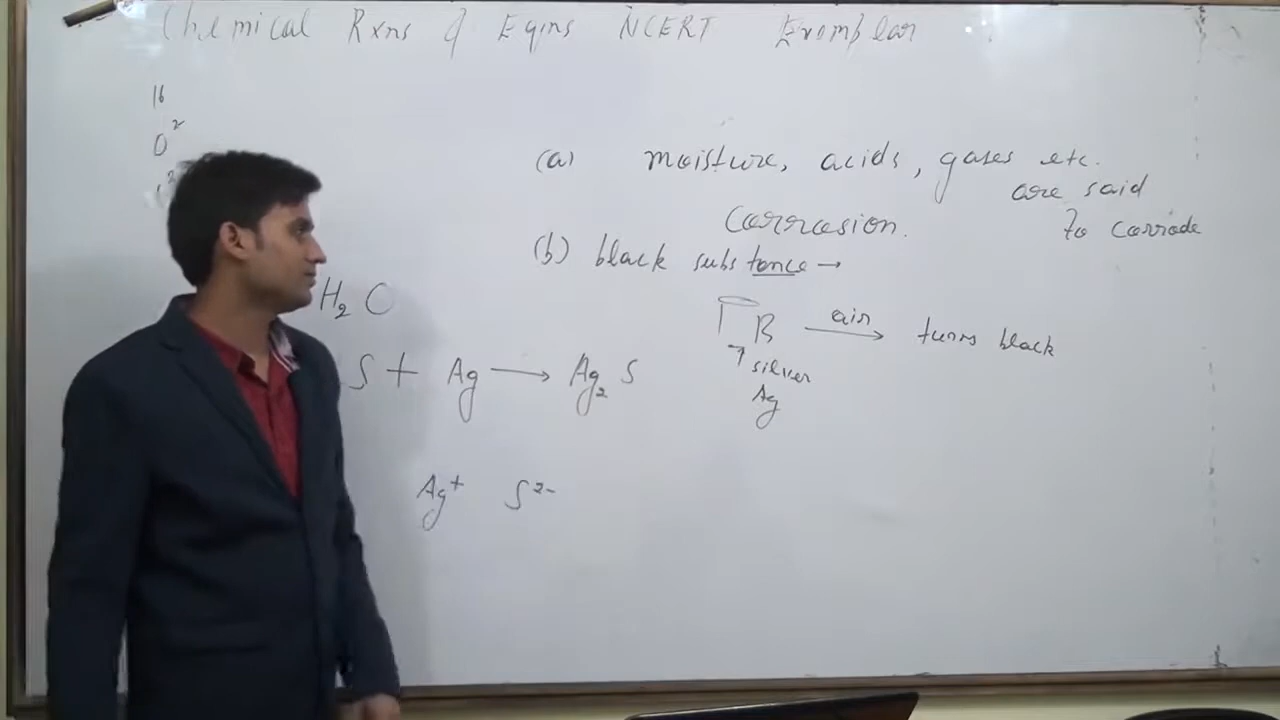 Chemical Rxns & Eqns NCERT Exemplar
16
O²
(a) moisture, acids, gases etc.
are said
to corrode
Corrosion.
(b) black substance →
H₂ C
S + Ag → Ag₂ S
B air → turns black
↑ silver
Ag
Ag⁺ S²⁻